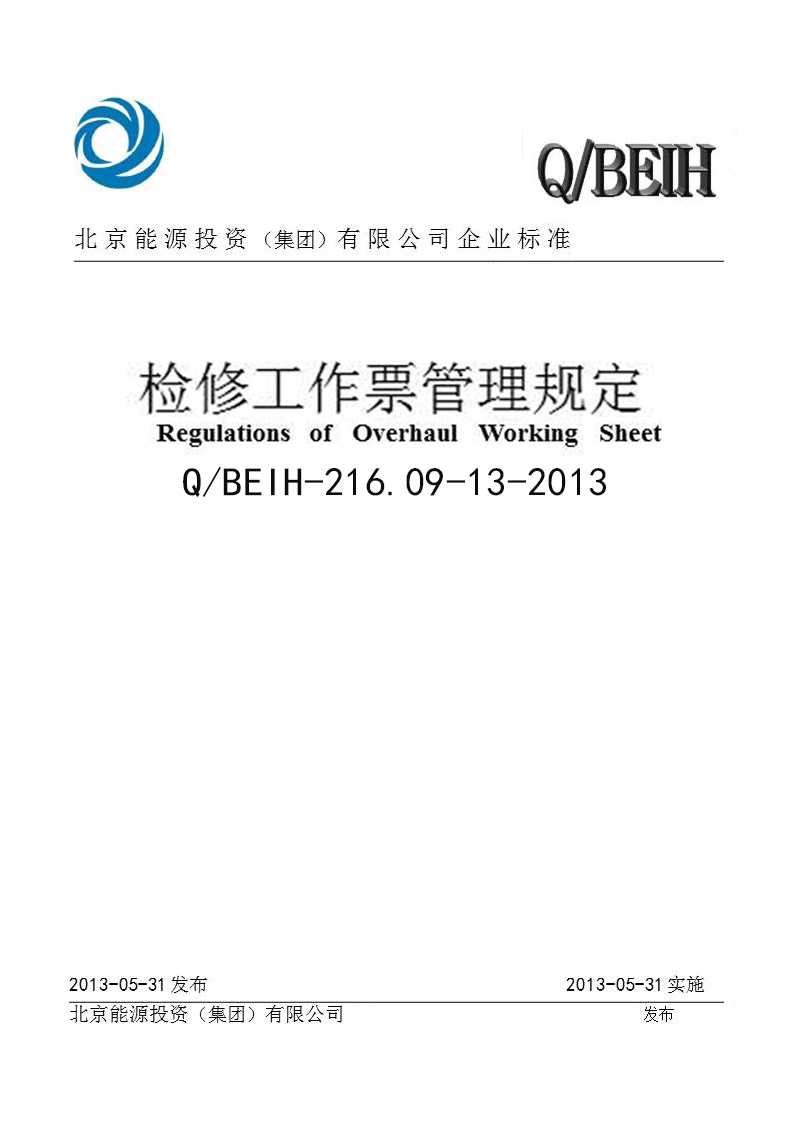 Q/BEIH
北京能源投资（集团）有限公司企业标准
检修工作票管理规定
Regulations of Overhaul Working Sheet
Q/BEIH-216.09-13-2013
2013-05-31 发布 2013-05-31 实施
北京能源投资（集团）有限公司 发布